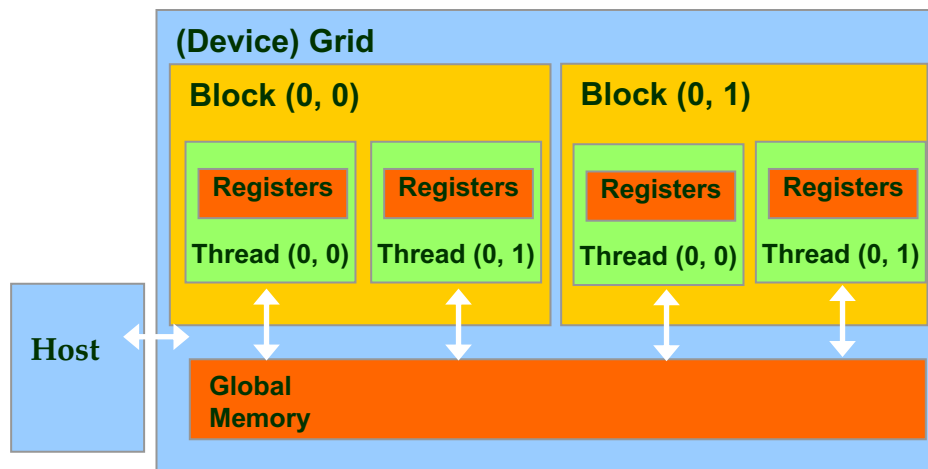 (Device) Grid
Block (0, 0)
Registers
Thread (0, 0)
Registers
Thread (0, 1)
Block (0, 1)
Registers
Thread (0, 0)
Registers
Thread (0, 1)
Host
Global
Memory